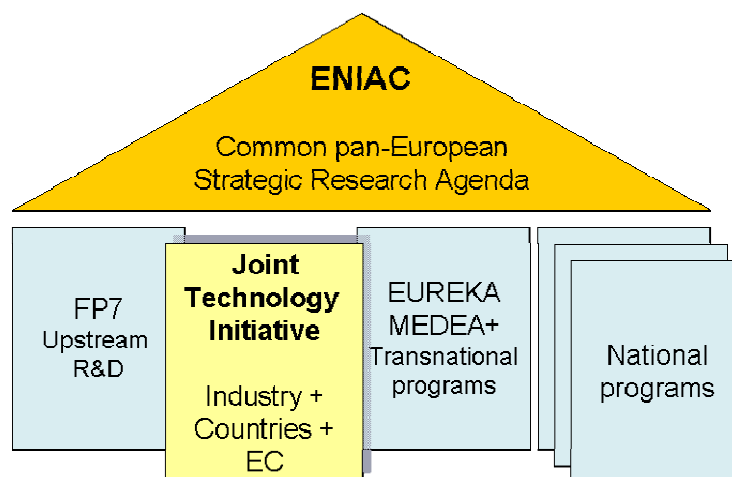 ENIAC
Common pan-European
Strategic Research Agenda
FP7
Upstream
R&D
Joint
Technology
Initiative
Industry +
Countries +
EC
EUREKA
MEDEA+
Transnational
programs
National
programs